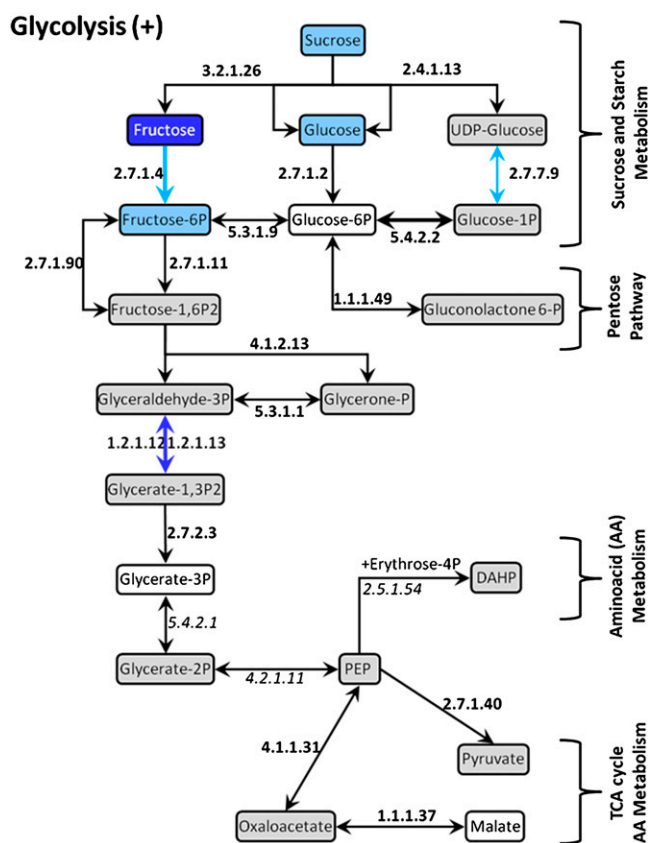 Glycolysis (+)
Sucrose
3.2.1.26
2.4.1.13
Fructose
Glucose
UDP-Glucose
2.7.1.4
2.7.1.2
2.7.7.9
Fructose-6P
Glucose-6P
Glucose-1P
5.3.1.9
5.4.2.2
Sucrose and Starch
Metabolism
2.7.1.90
2.7.1.11
1.1.1.49
Fructose-1,6P2
Gluconolactone 6-P
Pentose
Pathway
4.1.2.13
Glyceraldehyde-3P
Glycerone-P
5.3.1.1
1.2.1.12
1.2.1.13
Glycerate-1,3P2
2.7.2.3
+Erythrose-4P
Glycerate-3P
DAHP
2.5.1.54
Aminoacid (AA)
Metabolism
5.4.2.1
Glycerate-2P
PEP
4.2.1.11
2.7.1.40
4.1.1.31
Pyruvate
Oxaloacetate
1.1.1.37
Malate
TCA cycle
AA Metabolism